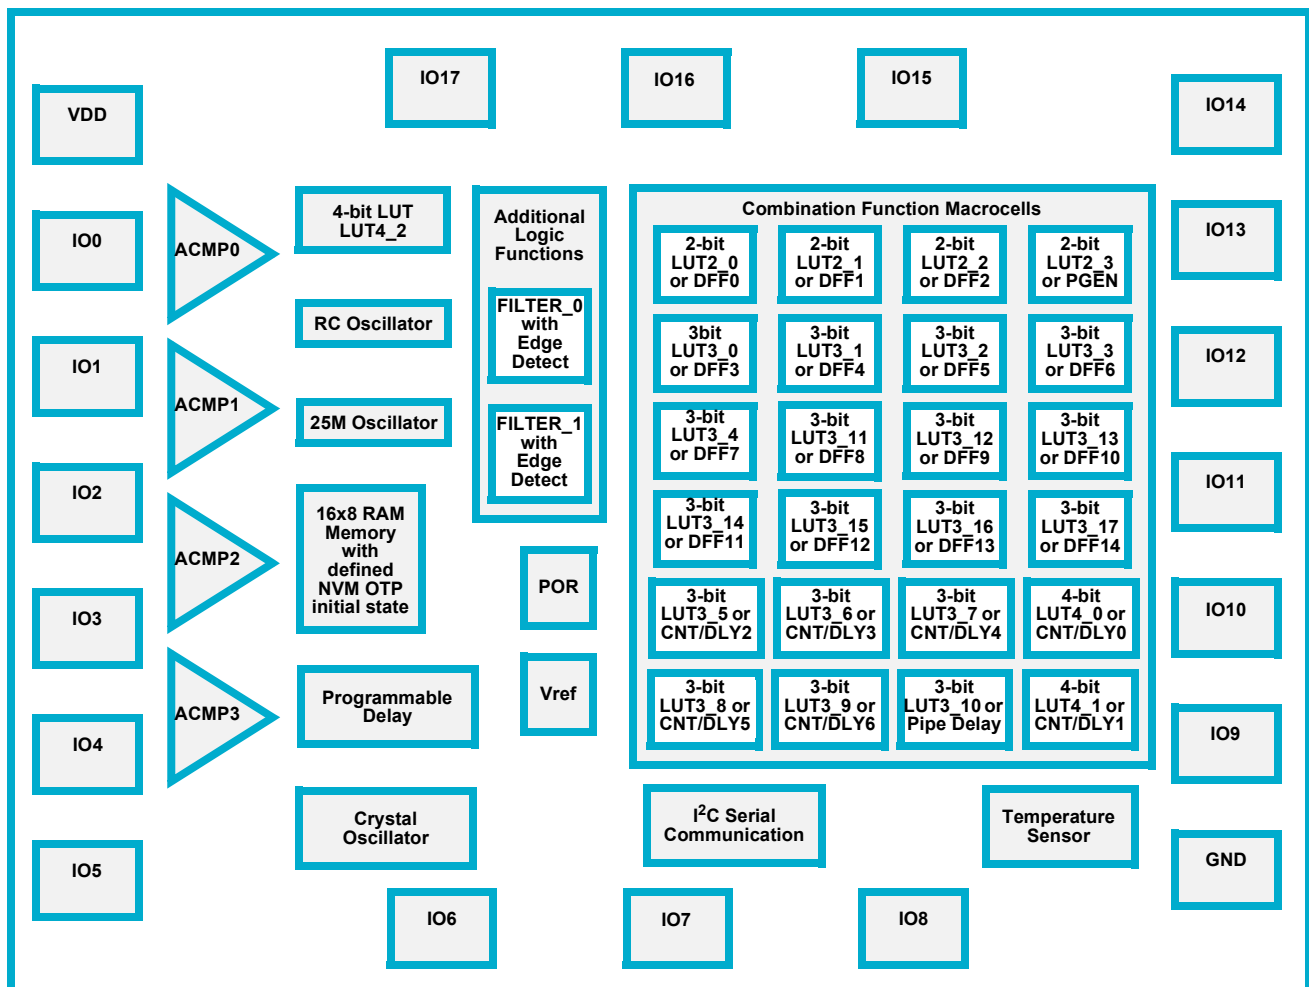 IO17
IO16
IO15
IO14
VDD
IO0
IO1
IO2
IO3
IO4
IO5
ACMP0
ACMP1
ACMP2
ACMP3
4-bit LUT
LUT4_2
RC Oscillator
25M Oscillator
16x8 RAM
Memory
with
defined
NVM OTP
initial state
Programmable
Delay
Crystal
Oscillator
Additional
Logic
Functions
FILTER_0
with
Edge
Detect
FILTER_1
with
Edge
Detect
POR
Vref
Combination Function Macrocells
2-bit
LUT2_0
or DFF0
2-bit
LUT2_1
or DFF1
2-bit
LUT2_2
or DFF2
2-bit
LUT2_3
or PGEN
3bit
LUT3_0
or DFF3
3-bit
LUT3_1
or DFF4
3-bit
LUT3_2
or DFF5
3-bit
LUT3_3
or DFF6
3-bit
LUT3_4
or DFF7
3-bit
LUT3_11
or DFF8
3-bit
LUT3_12
or DFF9
3-bit
LUT3_13
or DFF10
3-bit
LUT3_14
or DFF11
3-bit
LUT3_15
or DFF12
3-bit
LUT3_16
or DFF13
3-bit
LUT3_17
or DFF14
3-bit
LUT3_5 or
CNT/DLY2
3-bit
LUT3_6 or
CNT/DLY3
3-bit
LUT3_7 or
CNT/DLY4
4-bit
LUT4_0 or
CNT/DLY0
3-bit
LUT3_8 or
CNT/DLY5
3-bit
LUT3_9 or
CNT/DLY6
3-bit
LUT3_10 or
Pipe Delay
4-bit
LUT4_1 or
CNT/DLY1
I²C Serial
Communication
Temperature
Sensor
IO13
IO12
IO11
IO10
IO9
GND
IO6
IO7
IO8